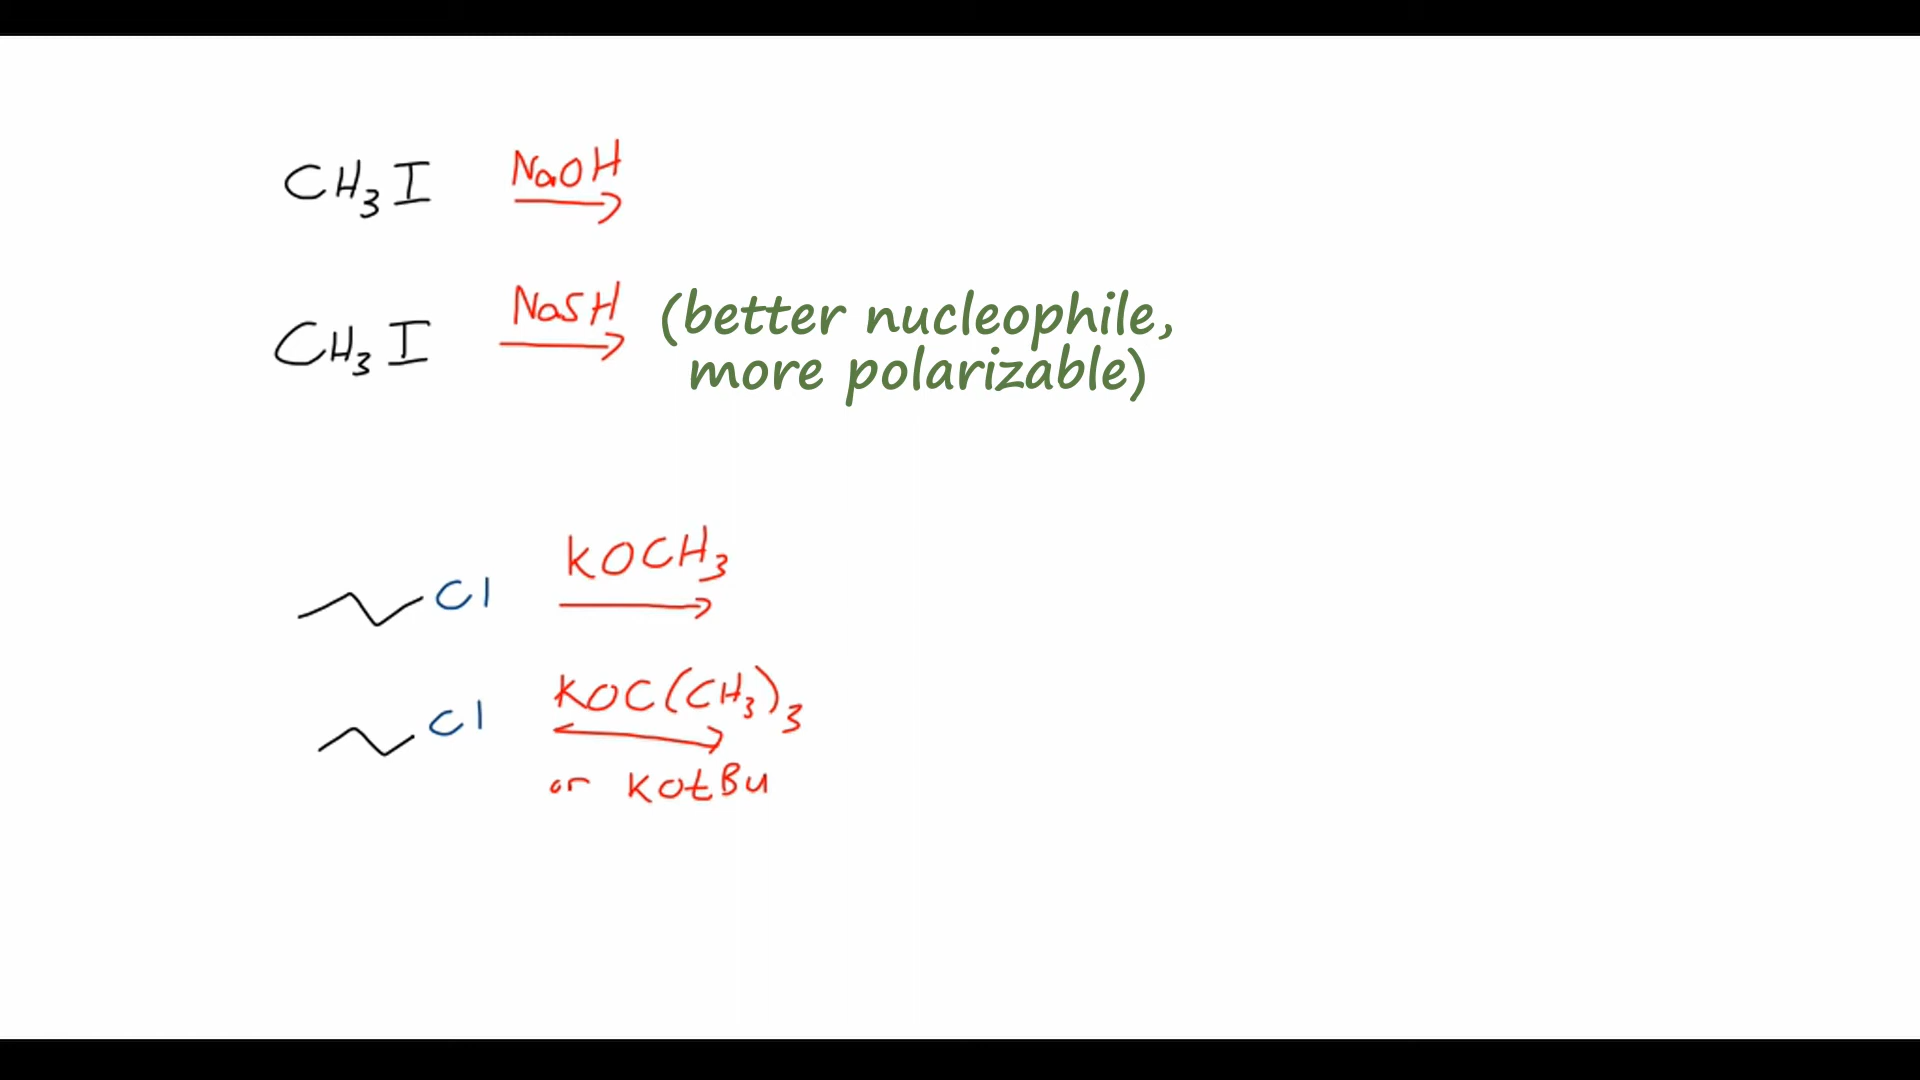 CH₃I NaOH
CH₃I NaSH (better nucleophile,
more polarizable)
Cl KOCH₃
Cl KOC(CH₃)₃
or KOtBu